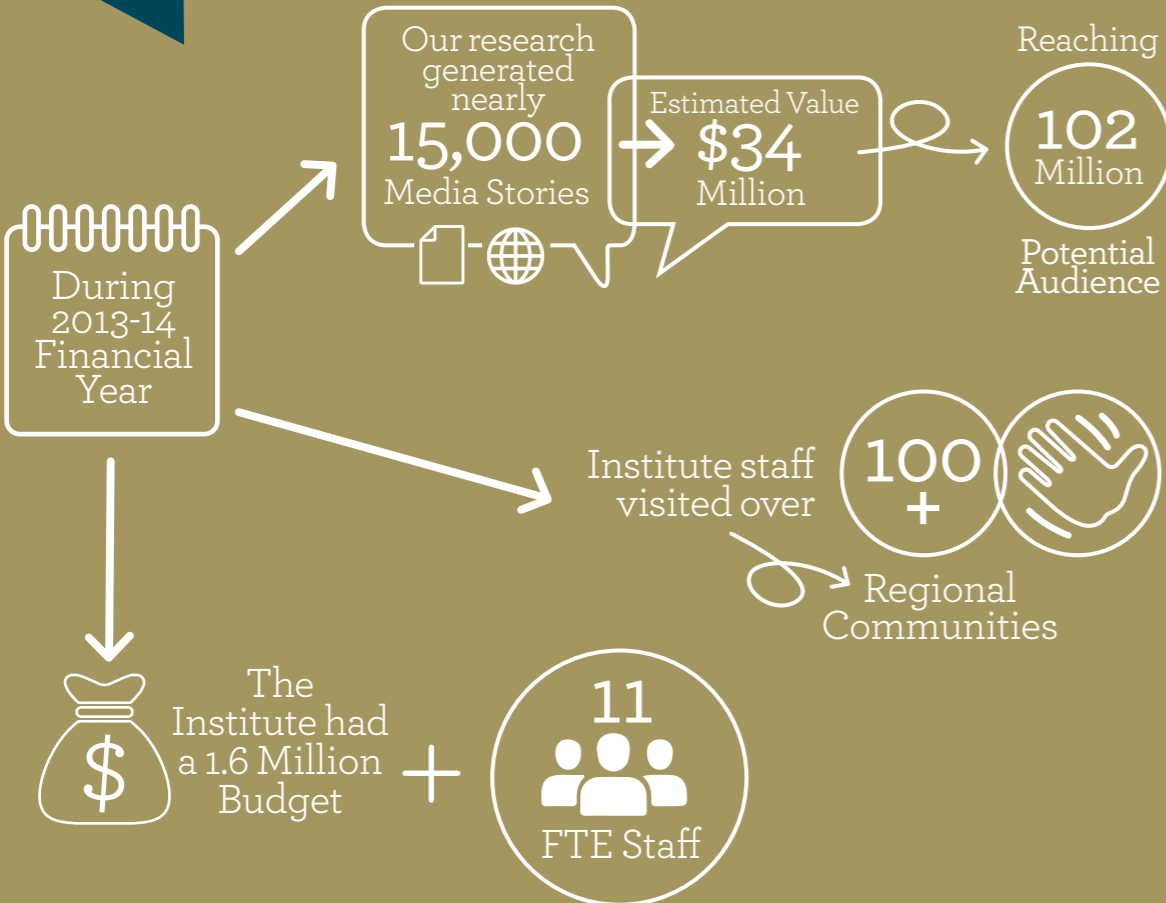 During
2013-14
Financial
Year
Our research
generated
nearly
15,000
Media Stories
Estimated Value
$34
Million
Reaching
102
Million
Potential
Audience
Institute staff
visited over
100
+
Regional
Communities
$
The
Institute had
a 1.6 Million
Budget
+
11
FTE Staff